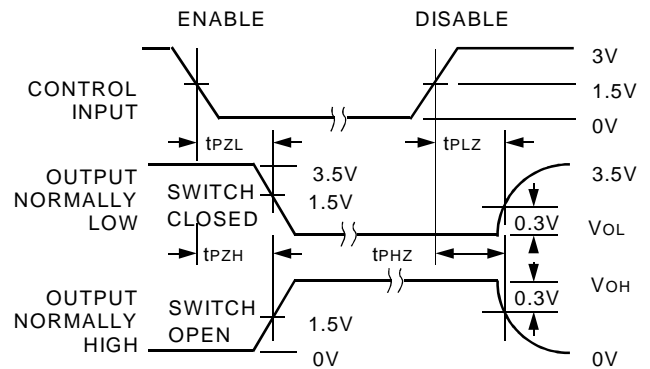 ENABLE DISABLE
3V
CONTROL INPUT
1.5V
0V
tPZL tPLZ
OUTPUT NORMALLY LOW
SWITCH CLOSED
3.5V
1.5V
3.5V
0.3V
VOL
tPZH tPHZ
OUTPUT NORMALLY HIGH
SWITCH OPEN
1.5V
0V
0.3V
VOH
0V